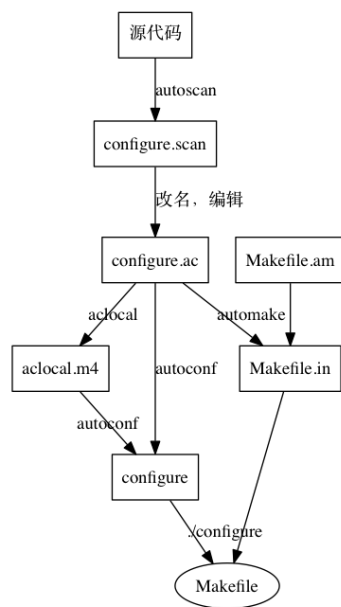 源代码
autoscan
configure.scan
改名，编辑
configure.ac
Makefile.am
aclocal
automake
aclocal.m4
autoconf
Makefile.in
autoconf
configure
./configure
Makefile